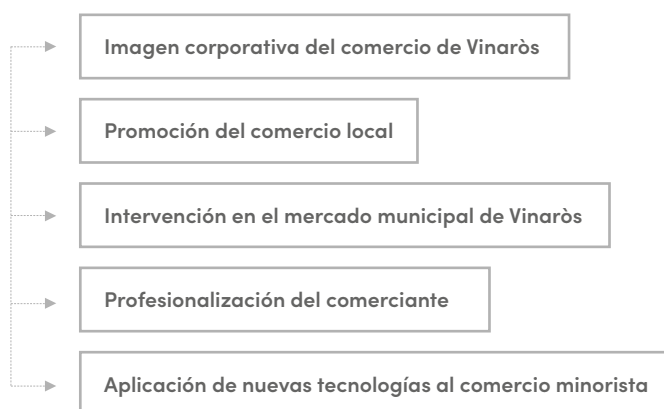 Imagen corporativa del comercio de Vinaròs
Promoción del comercio local
Intervención en el mercado municipal de Vinaròs
Profesionalización del comerciante
Aplicación de nuevas tecnologías al comercio minorista